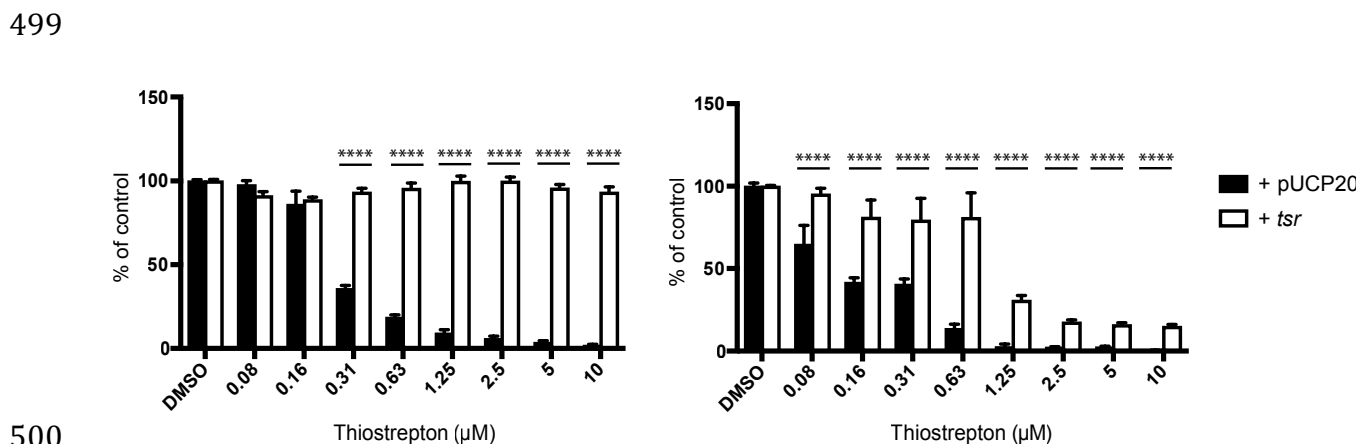 499
150
100
50
0
% of control
**** **** **** **** **** ****
DMSO 0.08 0.16 0.31 0.63 1.25 2.5 5 10
Thiostrepton (µM)
150
100
50
0
% of control
**** **** **** **** **** **** **** ****
DMSO 0.08 0.16 0.31 0.63 1.25 2.5 5 10
Thiostrepton (µM)
+ pUCP20
+ tsr
500